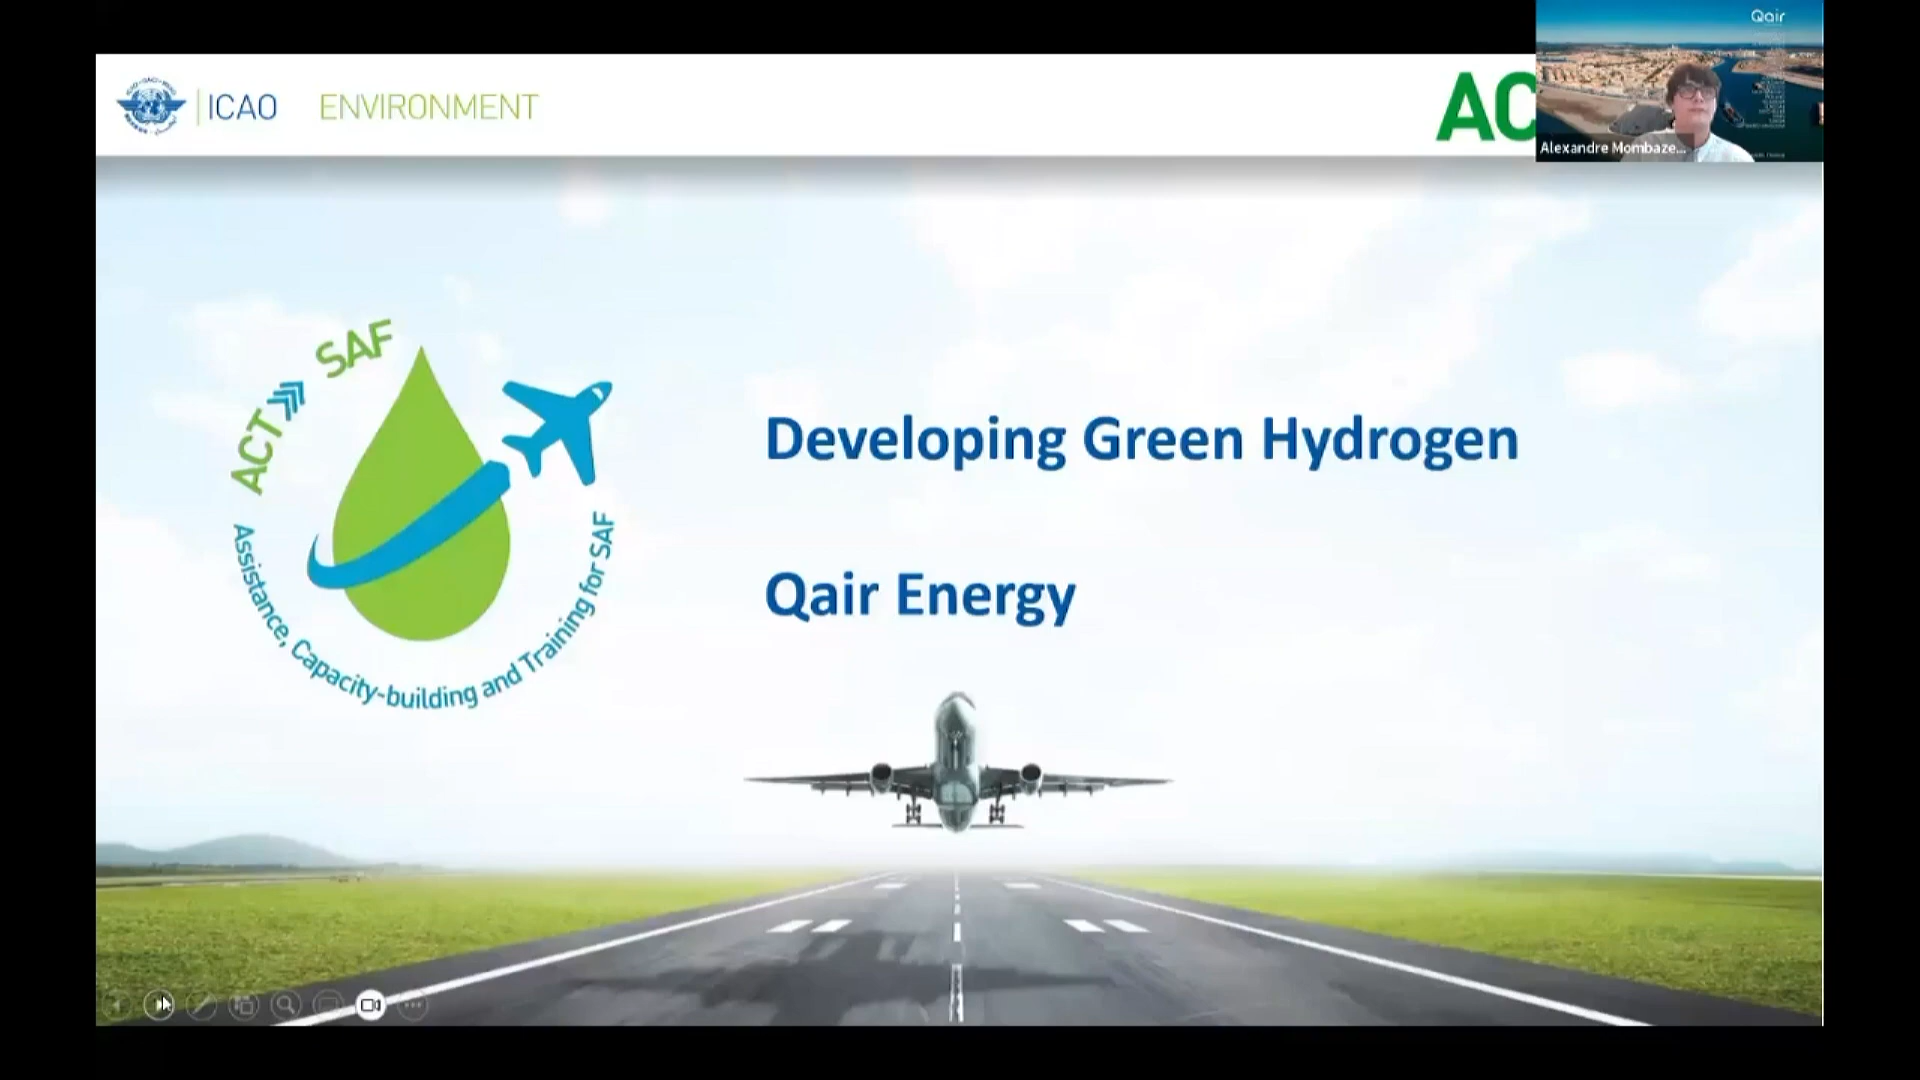 ICAO ENVIRONMENT
AC
Qair
Alexandre Mombaze...
ACT SAF
Assistance, Capacity-building and Training for SAF
Developing Green Hydrogen
Qair Energy